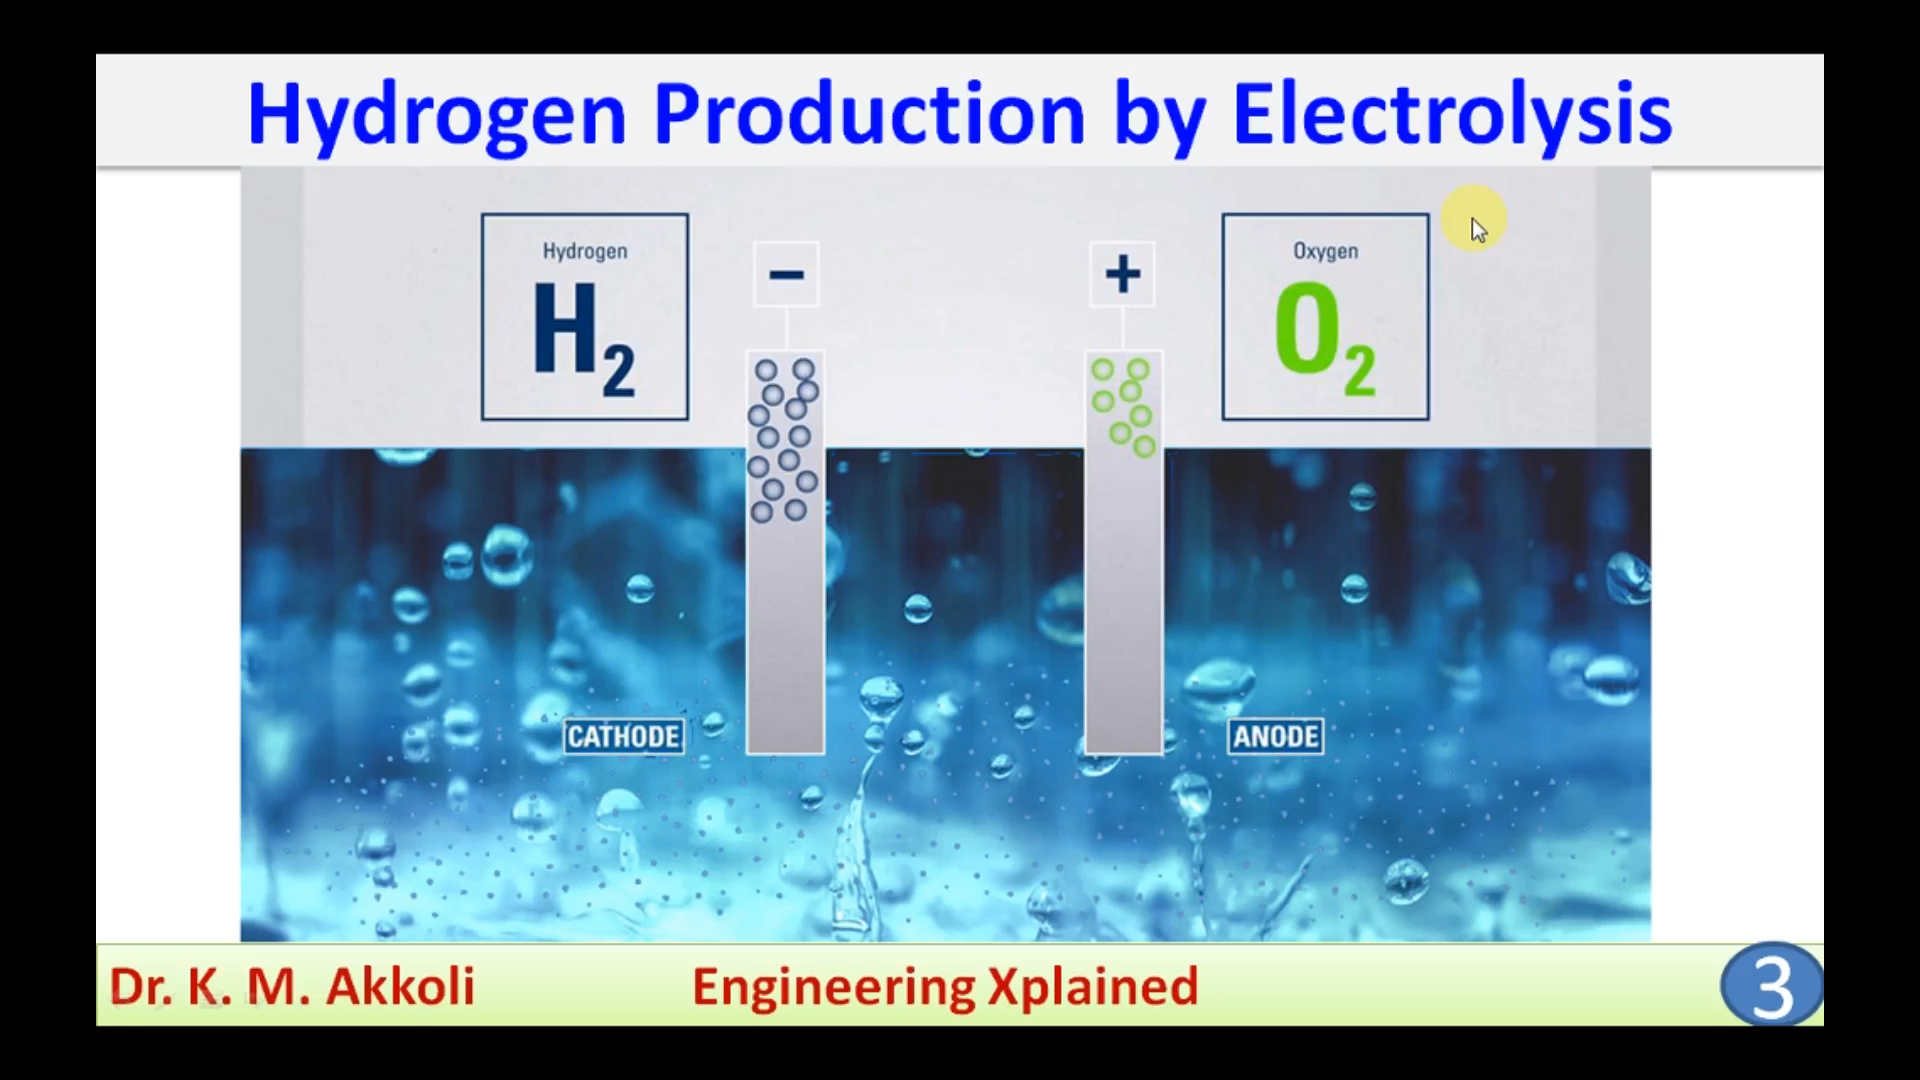 Hydrogen Production by Electrolysis
Hydrogen
H2
−
+
Oxygen
O2
CATHODE
ANODE
Dr. K. M. Akkoli
Engineering Xplained
3